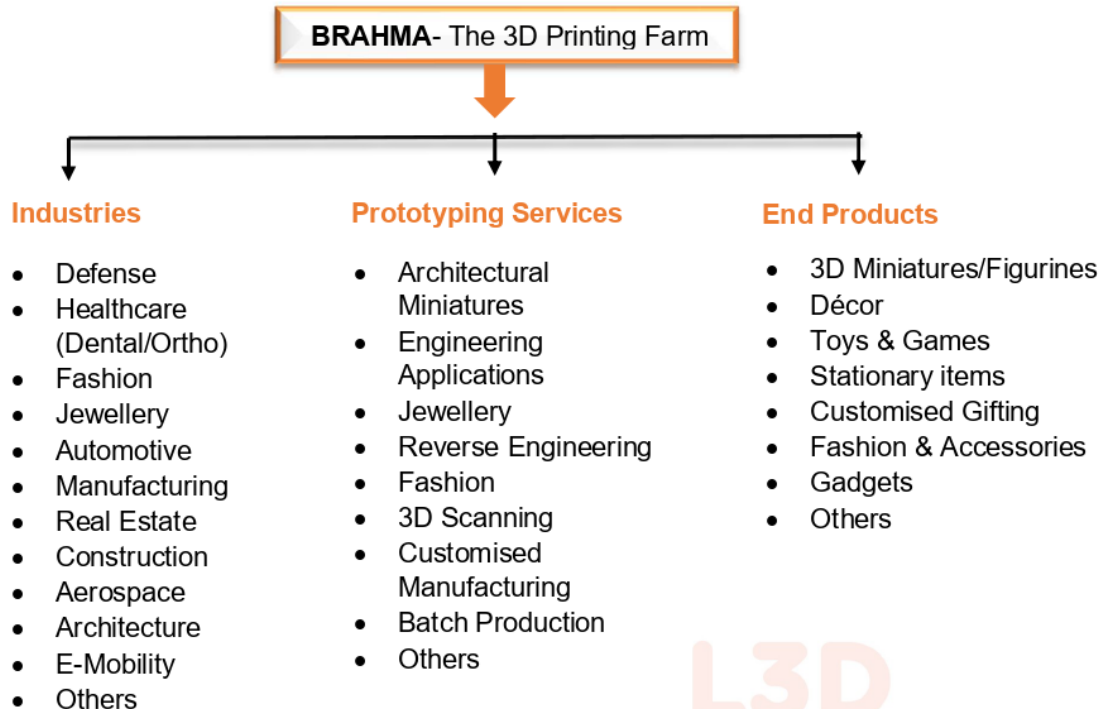 BRAHMA- The 3D Printing Farm
Industries
• Defense
• Healthcare
(Dental/Ortho)
• Fashion
• Jewellery
• Automotive
• Manufacturing
• Real Estate
• Construction
• Aerospace
• Architecture
• E-Mobility
• Others
Prototyping Services
• Architectural
Miniatures
• Engineering
Applications
• Jewellery
• Reverse Engineering
• Fashion
• 3D Scanning
• Customised
Manufacturing
• Batch Production
• Others
End Products
• 3D Miniatures/Figurines
• Décor
• Toys & Games
• Stationary items
• Customised Gifting
• Fashion & Accessories
• Gadgets
• Others
L3D